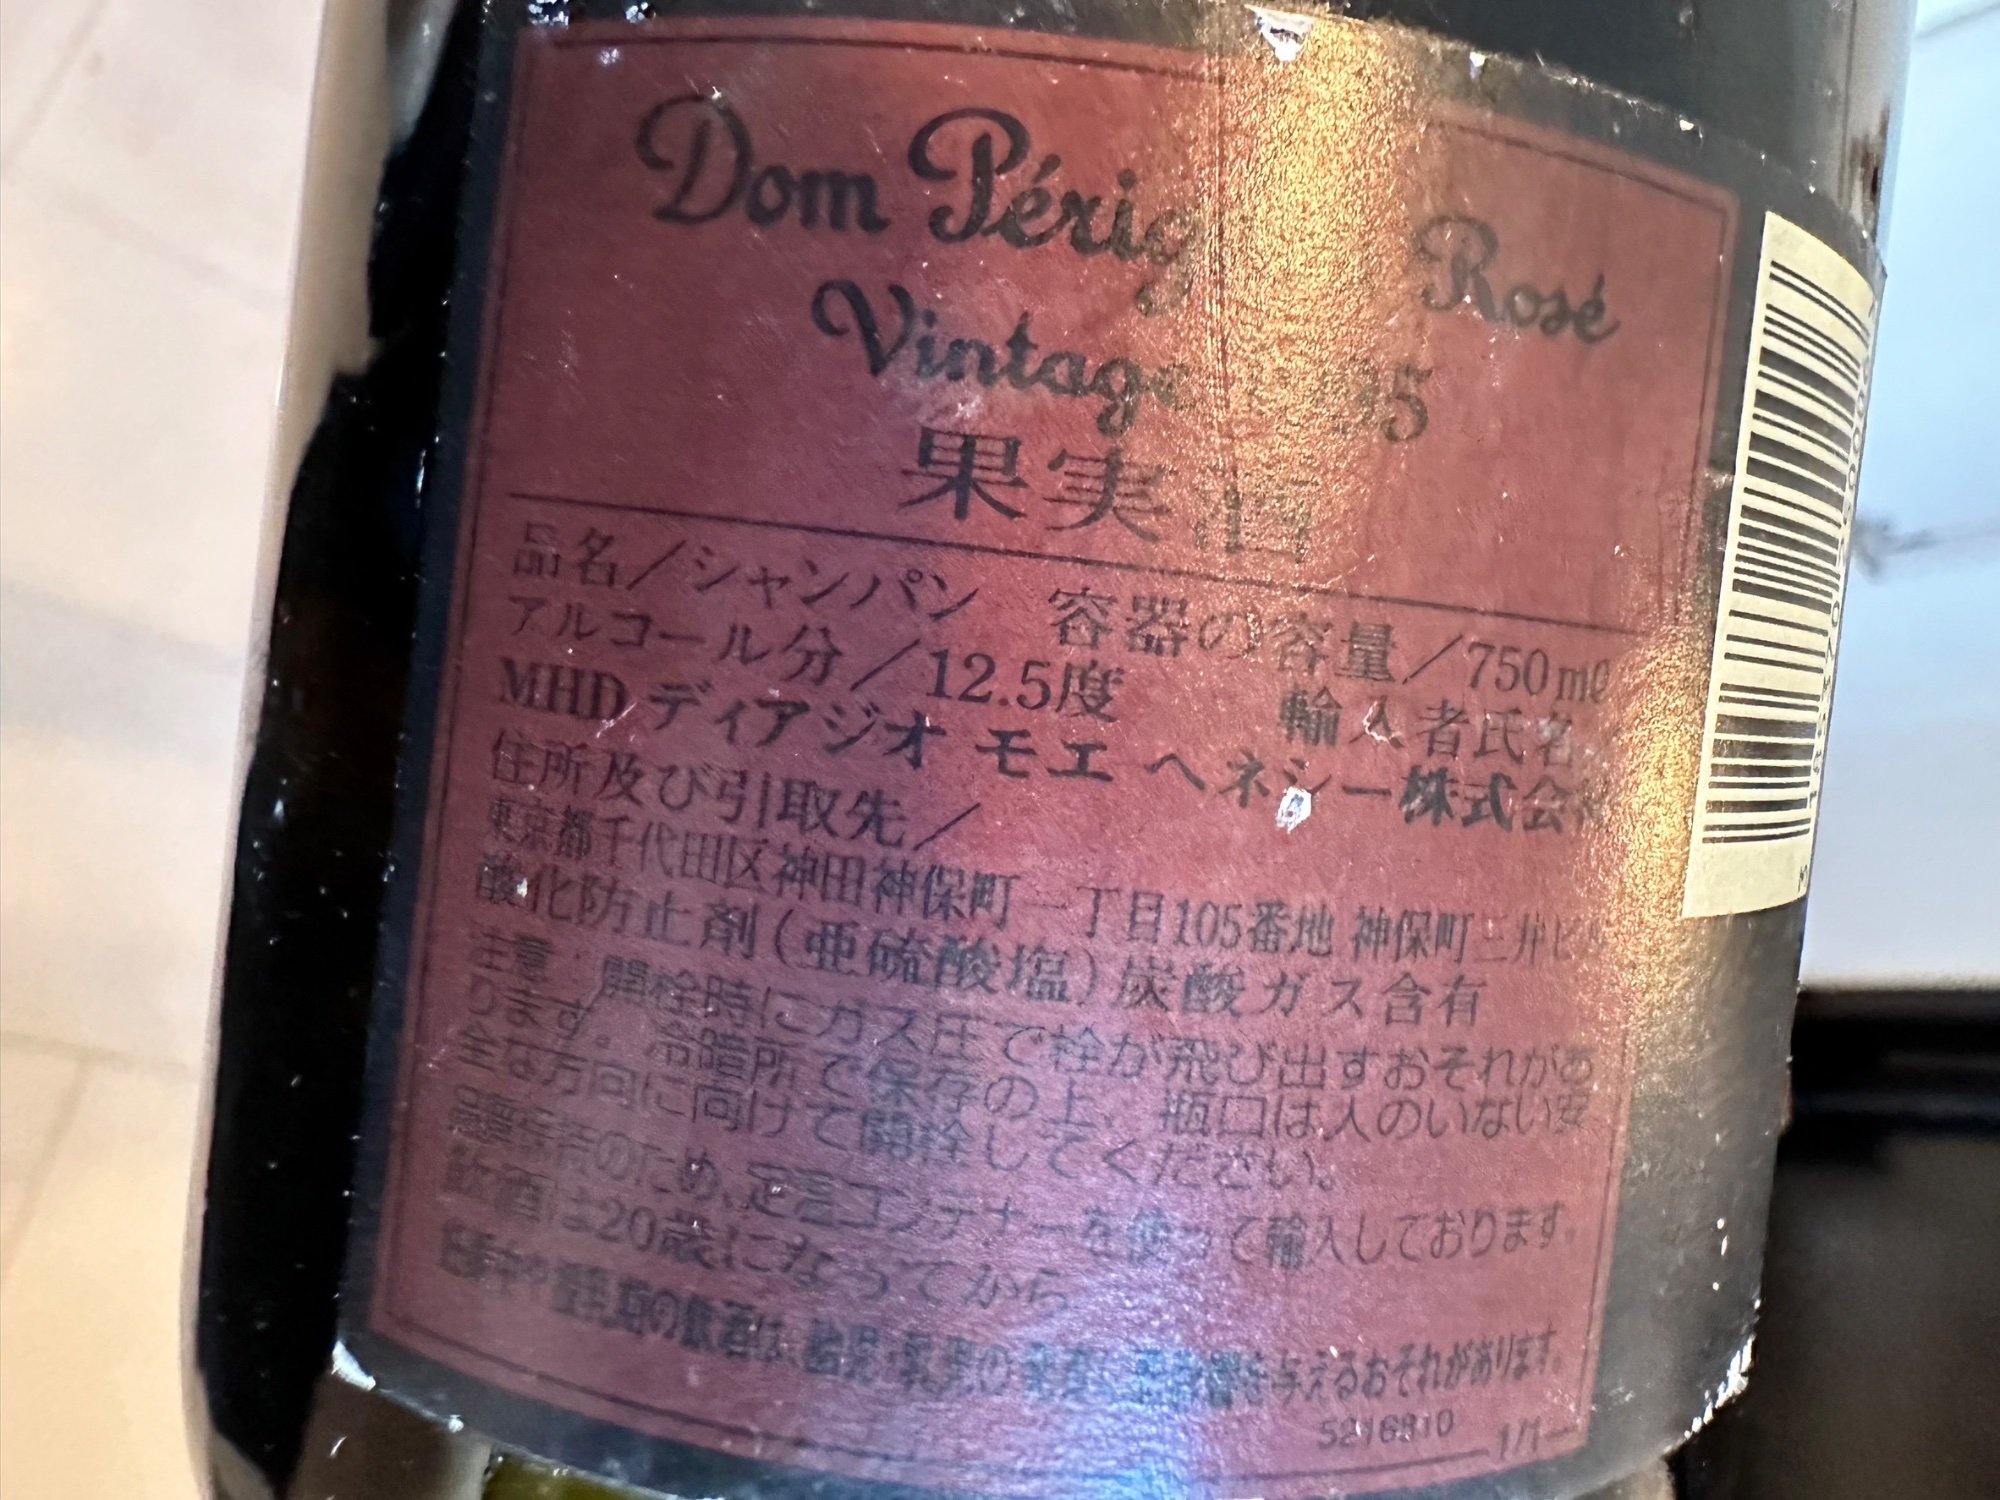 Dom Rosé
Vintage
果実酒
品名／シャンパン 容器の容量／750mℓ
アルコール分／12.5度 輸入者氏名
MHD ディアジオ モエ ヘネシー株式会社
住所及び引取先／
東京都千代田区神田神保町一丁目105番地 神保町三井ビル
酸化防止剤(亜硫酸塩)炭酸ガス含有
注意：開栓時にガス圧で栓が飛び出すおそれがあ
ります。冷暗所で保存の上、瓶口は人のいない安
全な方向に向けて開栓してください。
品質保持のため、定温コンテナーを使って輸入しております。
飲酒は20歳になってから
妊娠中や授乳期の飲酒は、胎児・乳児の発育に悪影響を与えるおそれがあります。
5216810
1/1